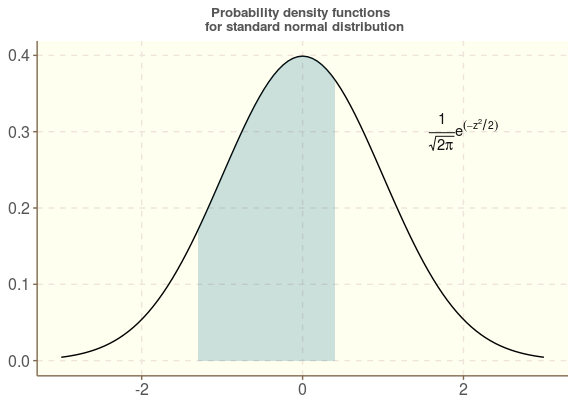 Probability density functions
for standard normal distribution
0.4
0.3
0.2
0.1
0.0
1
√2π
e(−z²/2)
-2
0
2